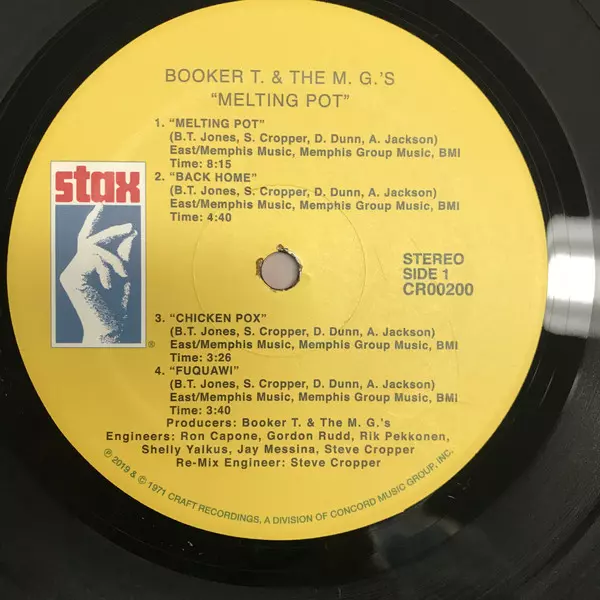 BOOKER T. & THE M. G.'S
"MELTING POT"
1. "MELTING POT"
(B.T. Jones, S. Cropper, D. Dunn, A. Jackson)
East/Memphis Music, Memphis Group Music, BMI
Time: 8:15
2. "BACK HOME"
(B.T. Jones, S. Cropper, D. Dunn, A. Jackson)
East/Memphis Music, Memphis Group Music, BMI
Time: 4:40
stax
®
STEREO
SIDE 1
CR00200
3. "CHICKEN POX"
(B.T. Jones, S. Cropper, D. Dunn, A. Jackson)
East/Memphis Music, Memphis Group Music, BMI
Time: 3:26
4. "FUQUAWI"
(B.T. Jones, S. Cropper, D. Dunn, A. Jackson)
East/Memphis Music, Memphis Group Music, BMI
Time: 3:40
Producers: Booker T. & The M. G.'s
Engineers: Ron Capone, Gordon Rudd, Rik Pekkonen,
Shelly Yalkus, Jay Messina, Steve Cropper
Re-Mix Engineer: Steve Cropper
℗ 2019 & © 1971 CRAFT RECORDINGS, A DIVISION OF CONCORD MUSIC GROUP, INC.